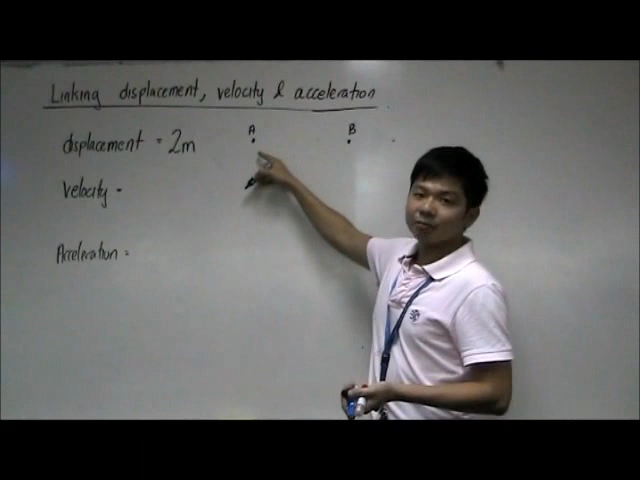 Linking displacement, velocity & acceleration
A B
displacement = 2m
velocity =
Acceleration =